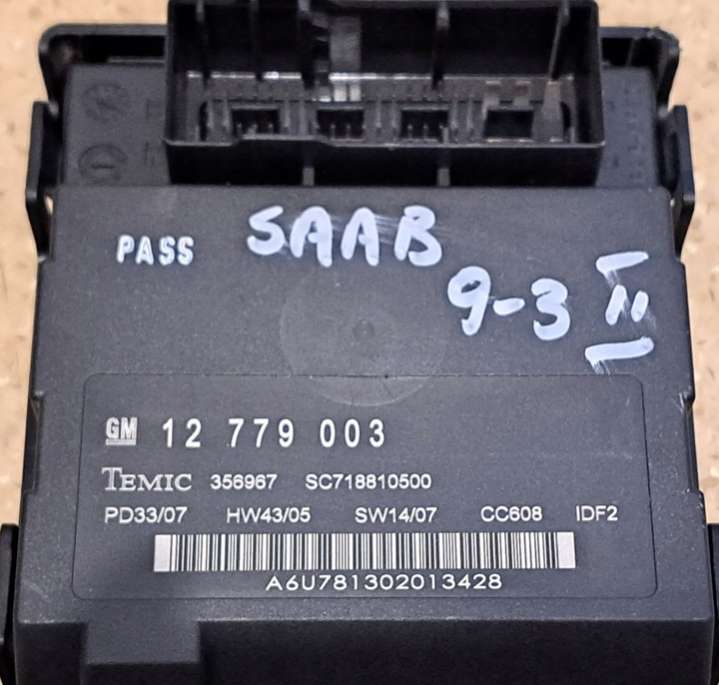 PASS SAAB
9-3 II
GM 12 779 003
TEMIC 356967 SC718810500
PD33/07 HW43/05 SW14/07 CC608 IDF2
A6U781302013428